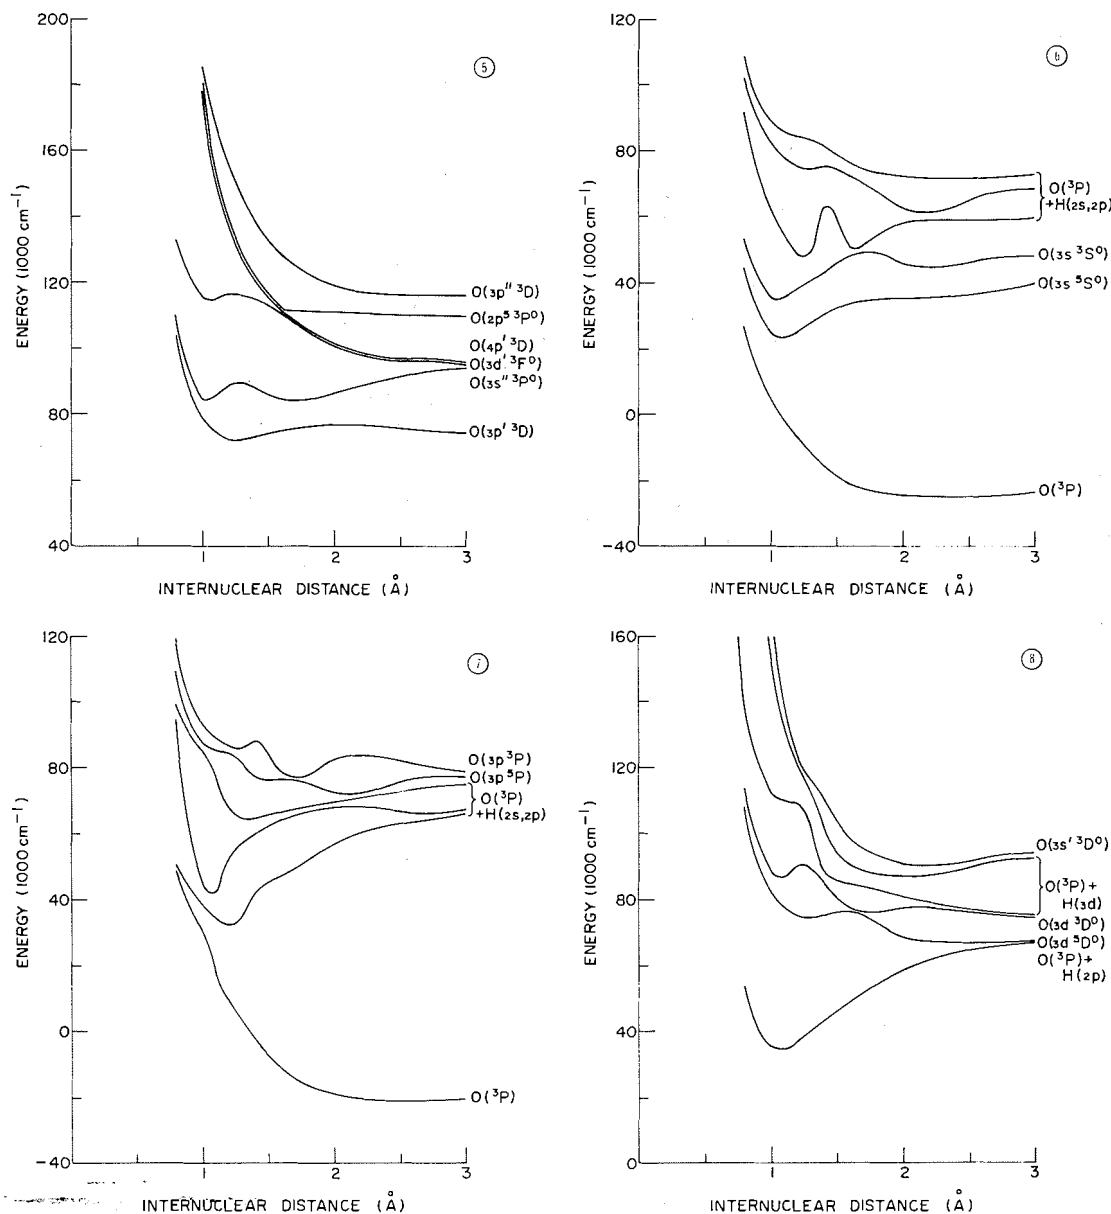 200
160
120
80
40
ENERGY (1000 cm⁻¹)
5
O(3p'' ³D)
O(2p⁵ ³P⁰)
O(4p' ³D)
O(3d' ³F⁰)
O(3s'' ³P⁰)
O(3p' ³D)
1
2
3
INTERNUCLEAR DISTANCE (Å)
120
80
40
0
-40
ENERGY (1000 cm⁻¹)
6
O(³P)
+H(2s,2p)
O(3s ³S⁰)
O(3s ⁵S⁰)
O(³P)
1
2
3
INTERNUCLEAR DISTANCE (Å)
120
80
40
0
-40
ENERGY (1000 cm⁻¹)
7
O(3p ³P)
O(3p ⁵P)
O(³P)
+H(2s,2p)
O(³P)
1
2
3
INTERNUCLEAR DISTANCE (Å)
160
120
80
40
0
ENERGY (1000 cm⁻¹)
8
O(3s' ³D⁰)
O(³P)+
H(3d)
O(3d ³D⁰)
O(3d ⁵D⁰)
O(³P)+
H(2p)
1
2
3
INTERNUCLEAR DISTANCE (Å)